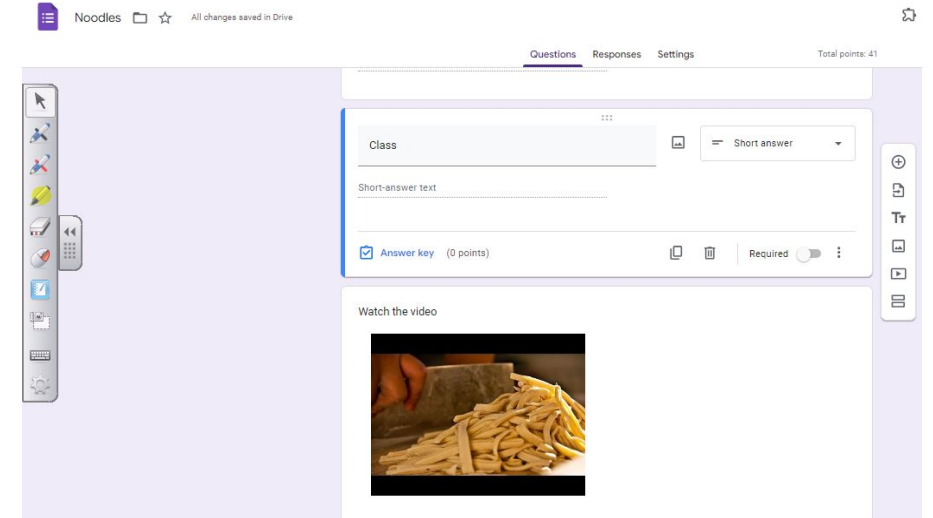 Noodles All changes saved in Drive
Questions Responses Settings Total points: 41
Class
Short answer
Short-answer text
Answer key (0 points) Required
Watch the video